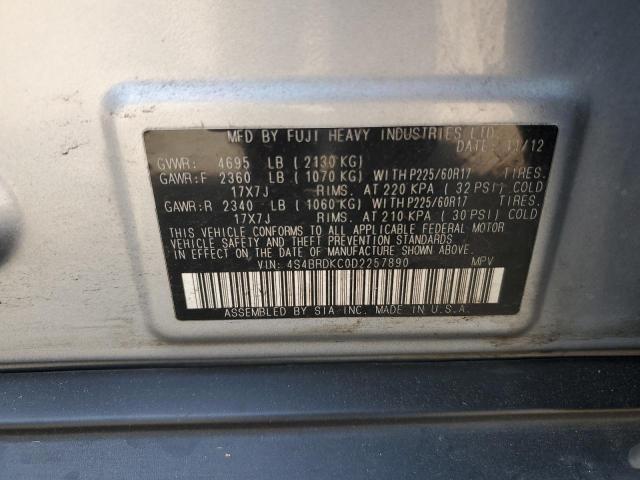 MFD BY FUJI HEAVY INDUSTRIES LTD.
DATE: 11/12
GVWR: 4695 LB (2130 KG)
GAWR:F 2360 LB (1070 KG) WITH P225/60R17 TIRES.
17X7J RIMS. AT 220 KPA (32 PSI) COLD
GAWR:R 2340 LB (1060 KG) WITH P225/60R17 TIRES.
17X7J RIMS. AT 210 KPA (30 PSI) COLD
THIS VEHICLE CONFORMS TO ALL APPLICABLE FEDERAL MOTOR
VEHICLE SAFETY AND THEFT PREVENTION STANDARDS IN EFFECT
ON THE DATE OF MANUFACTURE SHOWN ABOVE.
VIN: 4S4BRDKC0D2257890 MPV
ASSEMBLED BY SIA INC. MADE IN U.S.A.